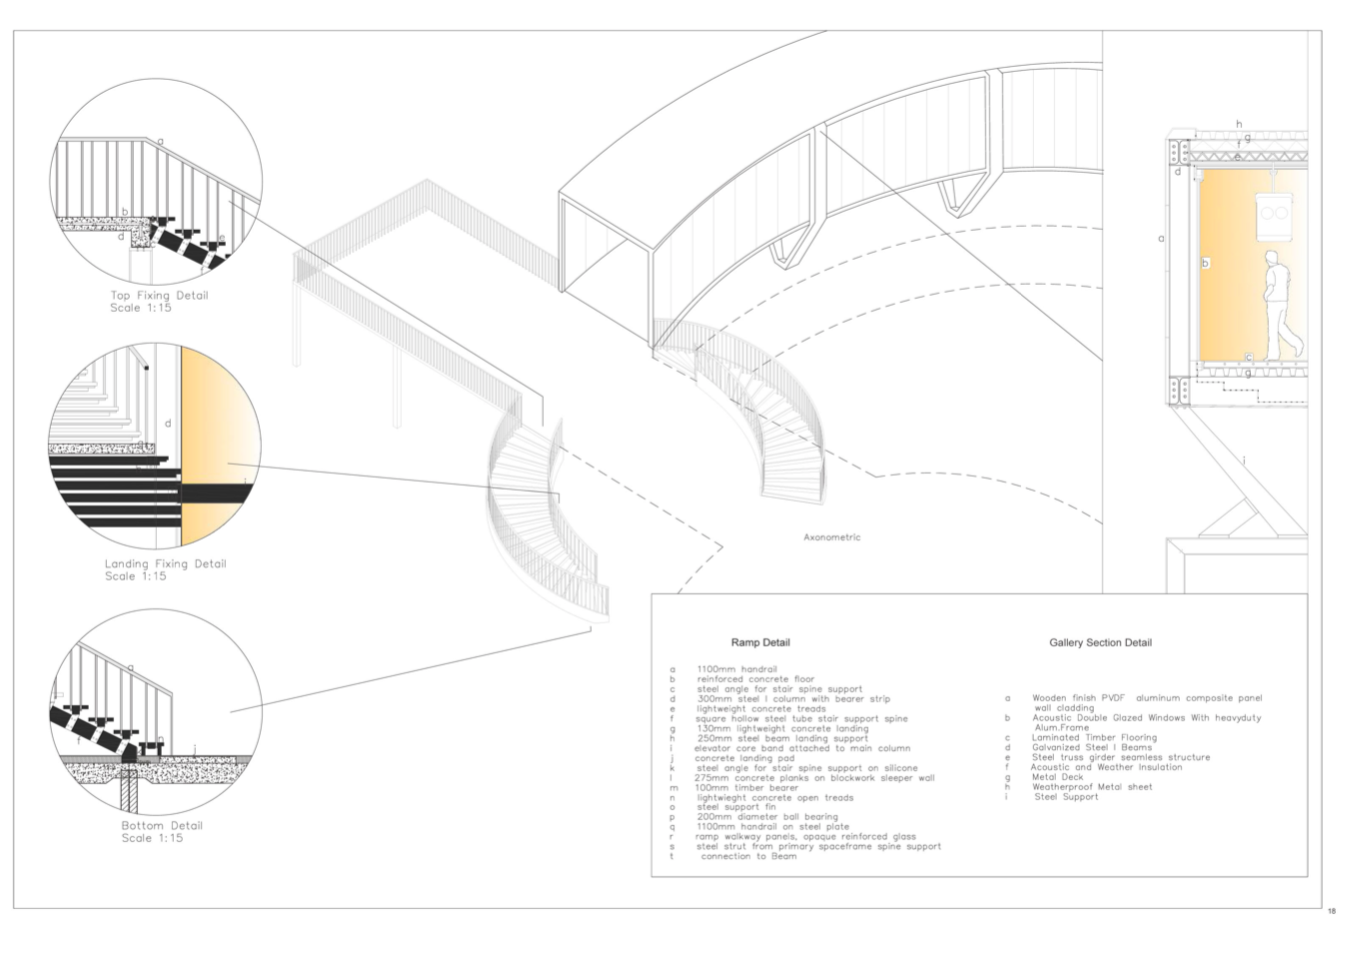 a
b
d
Top Fixing Detail
Scale 1:15
d
Landing Fixing Detail
Scale 1:15
a
f
j
Bottom Detail
Scale 1:15
Axonometric
h
g
f
e
d
a
b
c
g
i
Ramp Detail
a 1100mm handrail
b reinforced concrete floor
c steel angle for stair spine support
d 300mm steel I column with bearer strip
e lightweight concrete treads
f square hollow steel tube stair support spine
g 130mm lightweight concrete landing
h 250mm steel beam landing support
i elevator core band attached to main column
j concrete landing pad
k steel angle for stair spine support on silicone
l 275mm concrete planks on blockwork sleeper wall
m 100mm timber bearer
n lightwieght concrete open treads
o steel support fin
p 200mm diameter ball bearing
q 1100mm handrail on steel plate
r ramp walkway panels, opaque reinforced glass
s steel strut from primary spaceframe spine support
t connection to Beam
Gallery Section Detail
a Wooden finish PVDF aluminum composite panel
wall cladding
b Acoustic Double Glazed Windows With heavyduty
Alum.Frame
c Laminated Timber Flooring
d Galvanized Steel I Beams
e Steel truss girder seamless structure
f Acoustic and Weather Insulation
g Metal Deck
h Weatherproof Metal sheet
i Steel Support
18